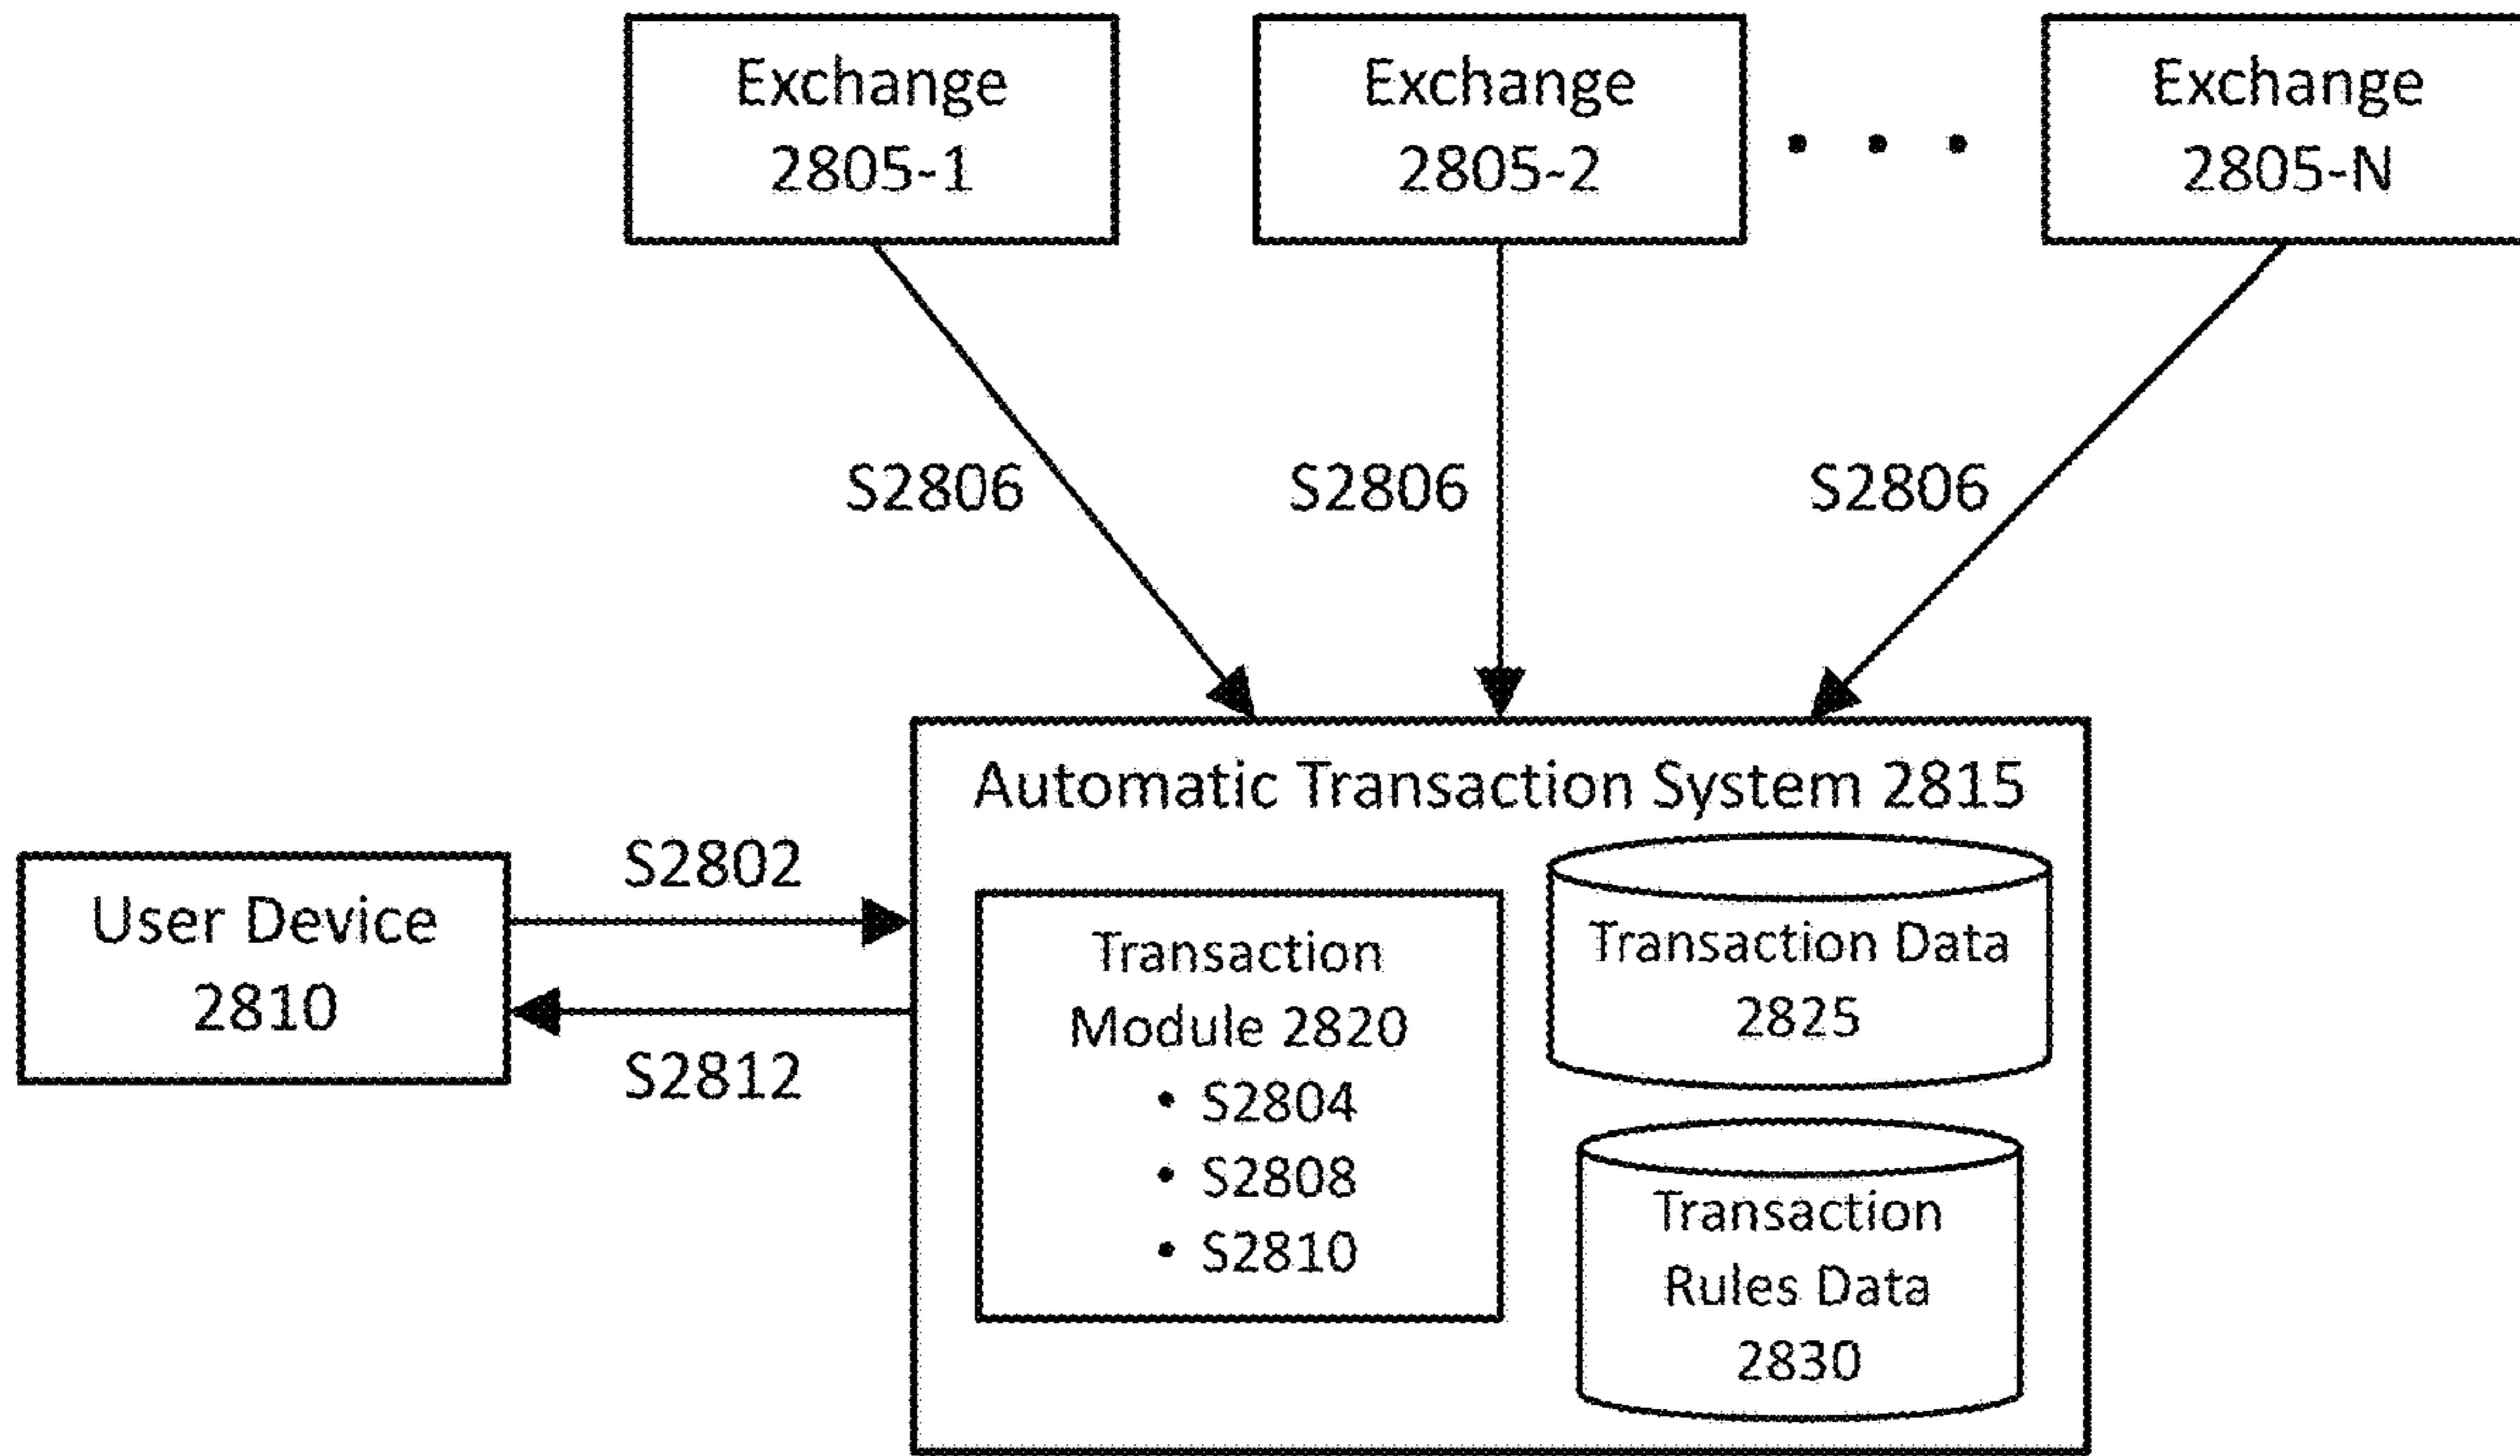 Exchange
2805-1
Exchange
2805-2
• • •
Exchange
2805-N
S2806
S2806
S2806
Automatic Transaction System 2815
User Device
2810
S2802
S2812
Transaction
Module 2820
• S2804
• S2808
• S2810
Transaction Data
2825
Transaction
Rules Data
2830